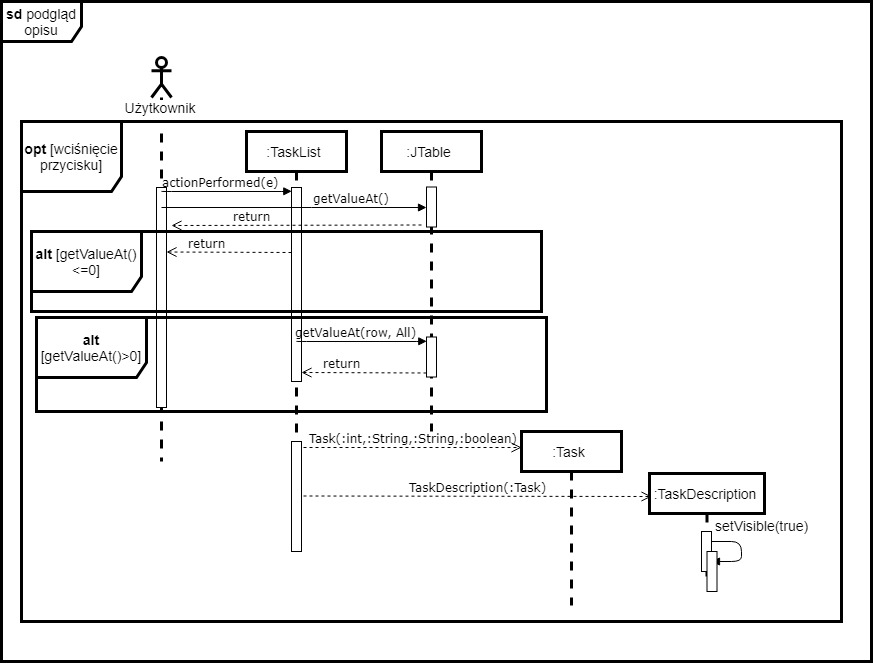 sd podgląd
opisu
Użytkownik
opt [wciśnięcie
przycisku]
:TaskList
:JTable
actionPerformed(e)
getValueAt()
return
alt [getValueAt()
<=0]
return
alt
[getValueAt()>0]
getValueAt(row, All)
return
Task(:int,:String,:String,:boolean)
:Task
TaskDescription(:Task)
:TaskDescription
setVisible(true)